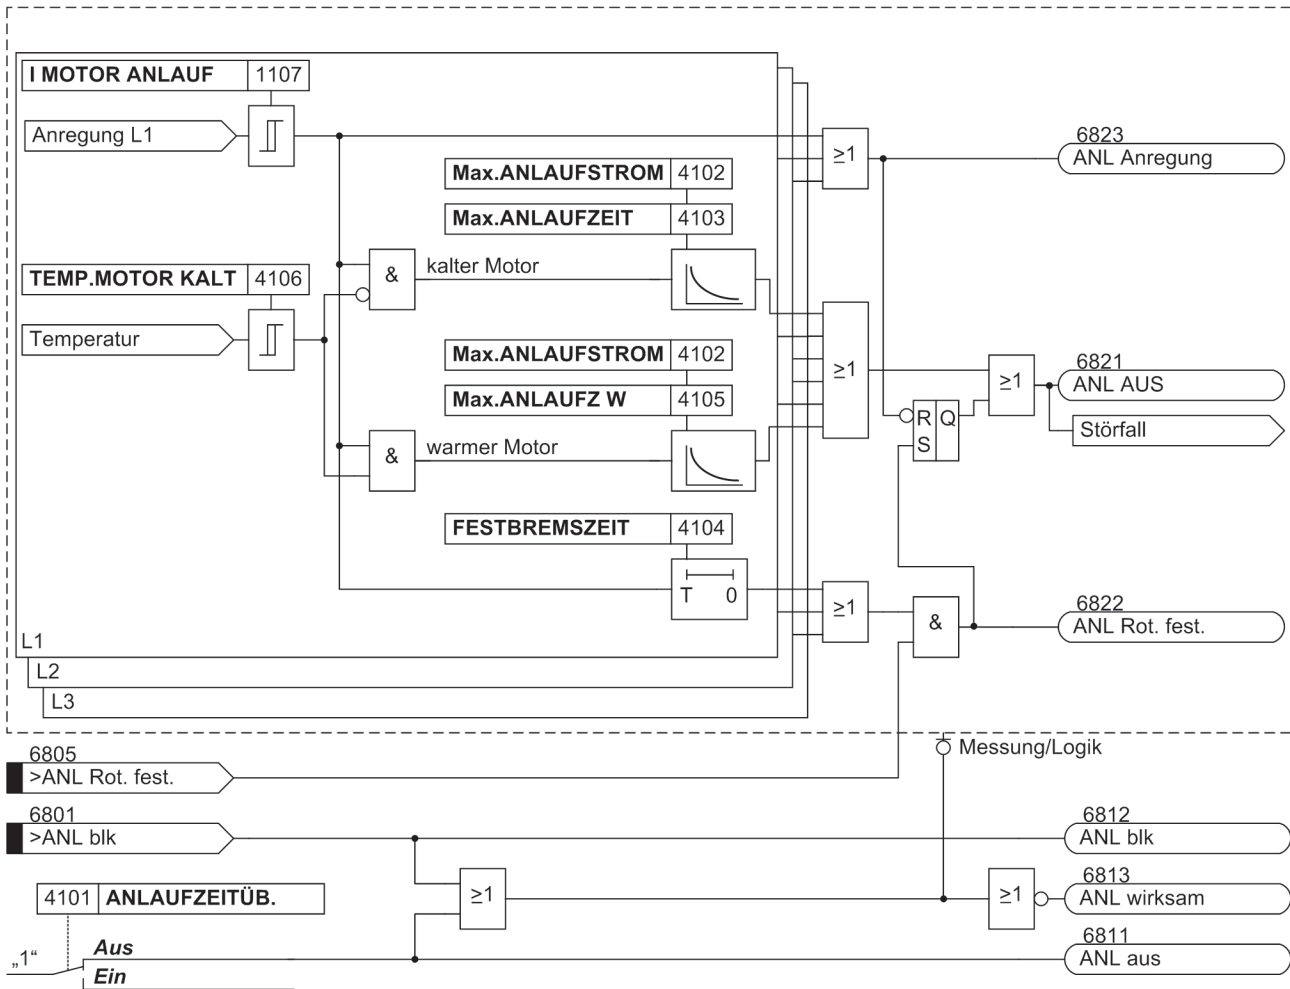 I MOTOR ANLAUF 1107
Anregung L1
6823
ANL Anregung
≥1
Max.ANLAUFSTROM 4102
Max.ANLAUFZEIT 4103
TEMP.MOTOR KALT 4106
&
kalter Motor
Temperatur
Max.ANLAUFSTROM 4102
Max.ANLAUFZ W 4105
≥1
≥1
6821
ANL AUS
R Q
S
Störfall
&
warmer Motor
FESTBREMSZEIT 4104
T 0
≥1
&
6822
ANL Rot. fest.
L1
L2
L3
Messung/Logik
6805
>ANL Rot. fest.
6801
>ANL blk
6812
ANL blk
4101 ANLAUFZEITÜB.
≥1
≥1
6813
ANL wirksam
„1“
Aus
Ein
6811
ANL aus